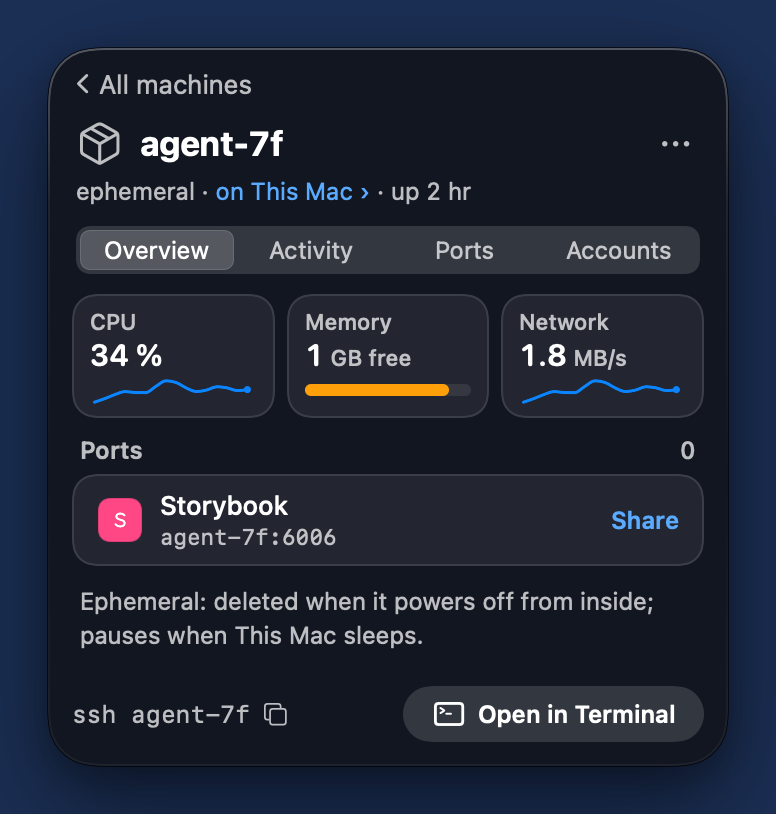 All machines
agent-7f
ephemeral · on This Mac › · up 2 hr
Overview Activity Ports Accounts
CPU Memory Network
34 % 1 GB free 1.8 MB/s
Ports 0
S Storybook Share
agent-7f:6006
Ephemeral: deleted when it powers off from inside;
pauses when This Mac sleeps.
ssh agent-7f Open in Terminal